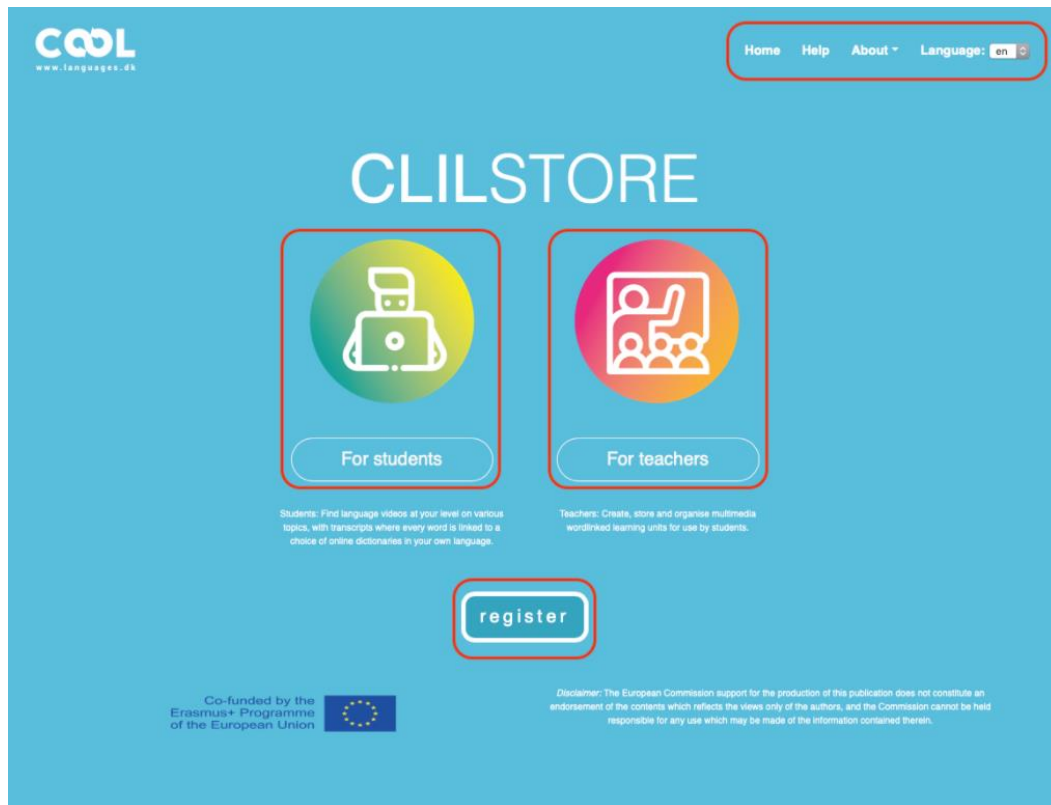 COOL
www.languages.dk
Home Help About Language: en
CLILSTORE
For students
For teachers
Students: Find language videos at your level on various
topics, with transcripts where every word is linked to a
choice of online dictionaries in your own language.
Teachers: Create, store and organise multimedia
wordlinked learning units for use by students.
register
Co-funded by the
Erasmus+ Programme
of the European Union
Disclaimer: The European Commission support for the production of this publication does not constitute an
endorsement of the contents which reflects the views only of the authors, and the Commission cannot be held
responsible for any use which may be made of the information contained therein.